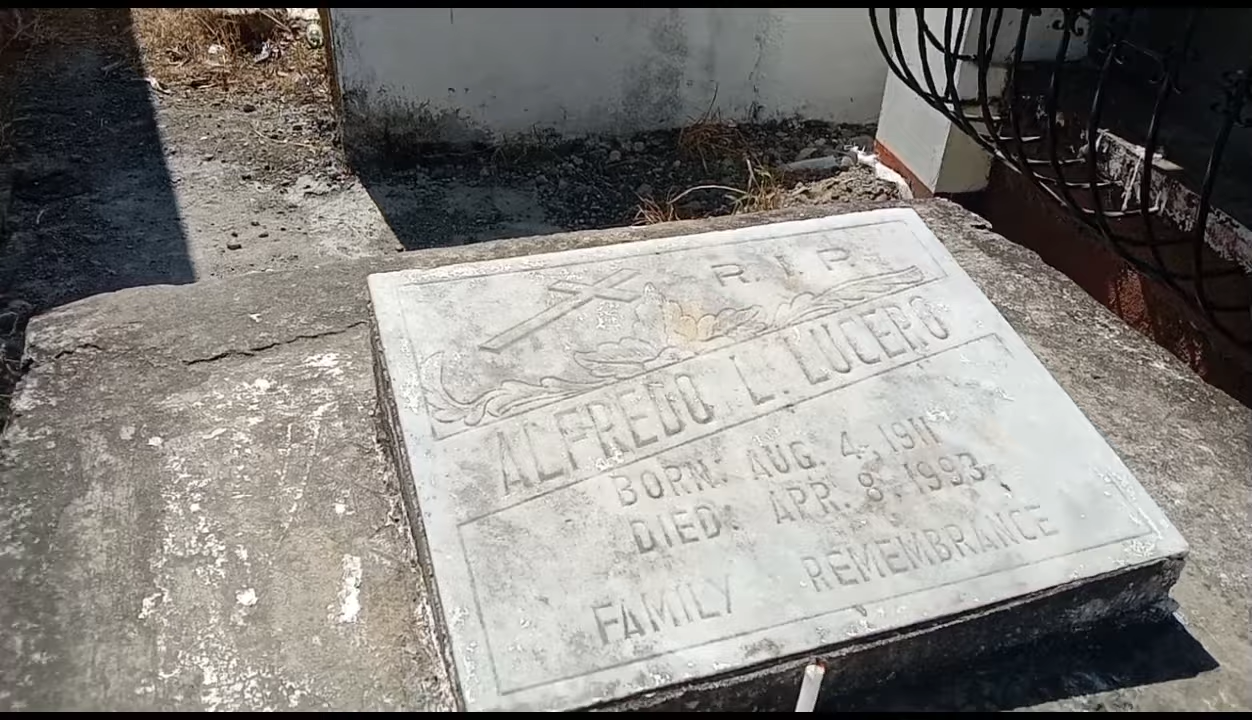 R. I. P.
ALFREDO L. LUCERO
BORN: AUG. 4, 1911
DIED: APR. 8, 1993
FAMILY REMEMBRANCE